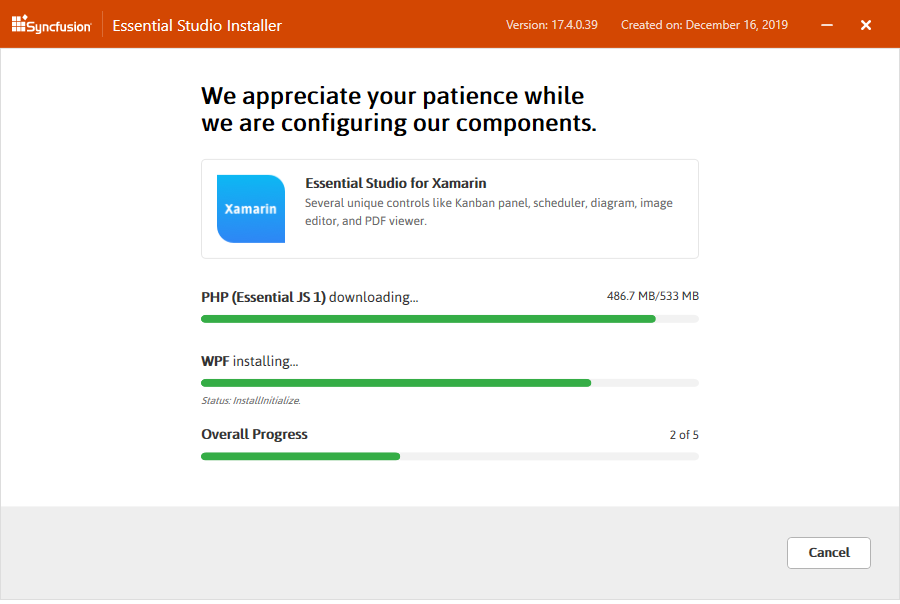 Syncfusion Essential Studio Installer Version: 17.4.0.39 Created on: December 16, 2019
We appreciate your patience while
we are configuring our components.
Xamarin
Essential Studio for Xamarin
Several unique controls like Kanban panel, scheduler, diagram, image
editor, and PDF viewer.
PHP (Essential JS 1) downloading... 486.7 MB/533 MB
WPF installing...
Status: InstallInitialize.
Overall Progress 2 of 5
Cancel